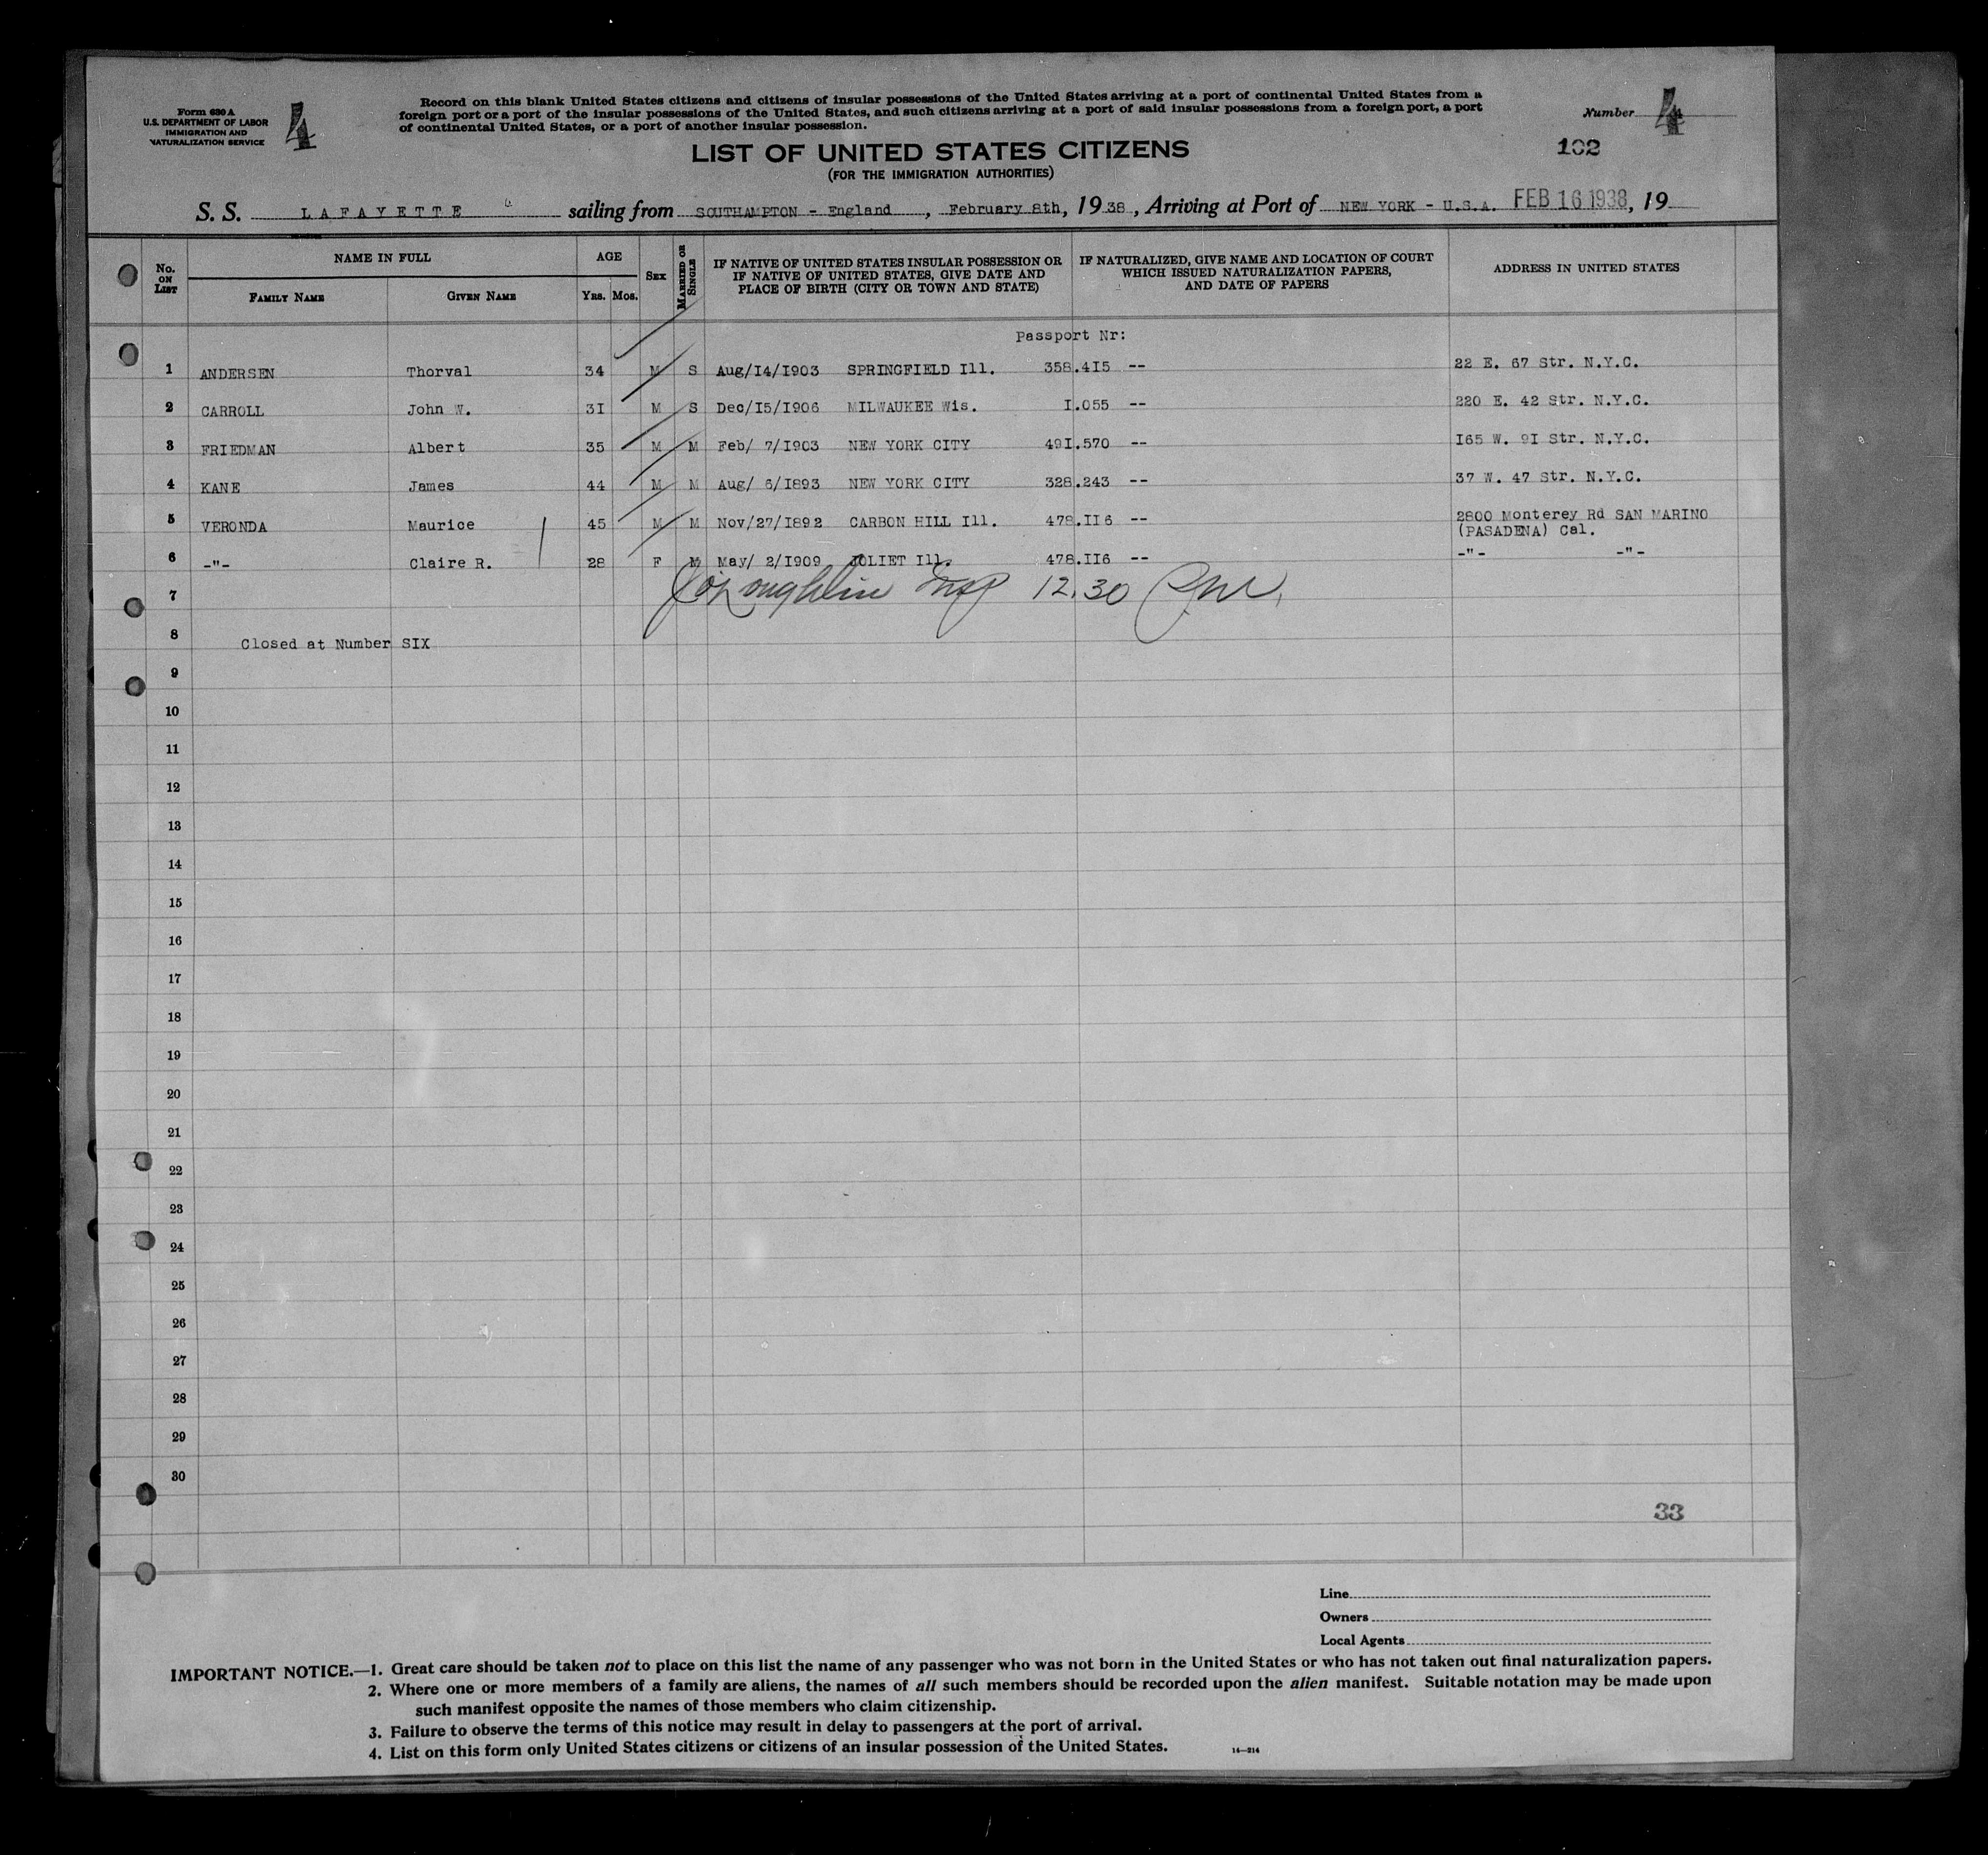 Form 630 A
U.S. DEPARTMENT OF LABOR
IMMIGRATION AND
NATURALIZATION SERVICE
4
Record on this blank United States citizens and citizens of insular possessions of the United States arriving at a port of continental United States from a
foreign port or a port of the insular possessions of the United States, and such citizens arriving at a port of said insular possessions from a foreign port, a port
of continental United States, or a port of another insular possession.
Number 4
102
LIST OF UNITED STATES CITIZENS
(FOR THE IMMIGRATION AUTHORITIES)
S. S. LAFAYETTE sailing from SOUTHAMPTON - England, February 8th, 1938, Arriving at Port of NEW YORK - U.S.A. FEB 16 1938, 19
No. ON LIST
NAME IN FULL
FAMILY NAME GIVEN NAME
AGE
YRS. MOS.
SEX
MARRIED OR SINGLE
IF NATIVE OF UNITED STATES INSULAR POSSESSION OR
IF NATIVE OF UNITED STATES, GIVE DATE AND
PLACE OF BIRTH (CITY OR TOWN AND STATE)
IF NATURALIZED, GIVE NAME AND LOCATION OF COURT
WHICH ISSUED NATURALIZATION PAPERS,
AND DATE OF PAPERS
ADDRESS IN UNITED STATES
Passport Nr:
1 ANDERSEN Thorval 34 M S Aug/I4/I903 SPRINGFIELD Ill. 358.4I5 -- 22 E. 67 Str. N.Y.C.
2 CARROLL John W. 3I M S Dec/I5/I906 MILWAUKEE Wis. I.055 -- 220 E. 42 Str. N.Y.C.
3 FRIEDMAN Albert 35 M M Feb/ 7/I903 NEW YORK CITY 49I.570 -- I65 W. 9I Str. N.Y.C.
4 KANE James 44 M M Aug/ 6/I893 NEW YORK CITY 328.243 -- 37 W. 47 Str. N.Y.C.
5 VERONDA Maurice 45 M M Nov/27/I892 CARBON HILL Ill. 478.II6 -- 2800 Monterey Rd SAN MARINO
(PASADENA) Cal.
6 -"- Claire R. 28 F M May/ 2/I909 JOLIET Ill. 478.II6 -- -"- -"-
7 J O'Loughlin Insp 12.30 Pm.
8 Closed at Number SIX
9
10
11
12
13
14
15
16
17
18
19
20
21
22
23
24
25
26
27
28
29
30
33
Line
Owners
Local Agents
IMPORTANT NOTICE.—1. Great care should be taken not to place on this list the name of any passenger who was not born in the United States or who has not taken out final naturalization papers.
2. Where one or more members of a family are aliens, the names of all such members should be recorded upon the alien manifest. Suitable notation may be made upon
such manifest opposite the names of those members who claim citizenship.
3. Failure to observe the terms of this notice may result in delay to passengers at the port of arrival.
4. List on this form only United States citizens or citizens of an insular possession of the United States.
14—214